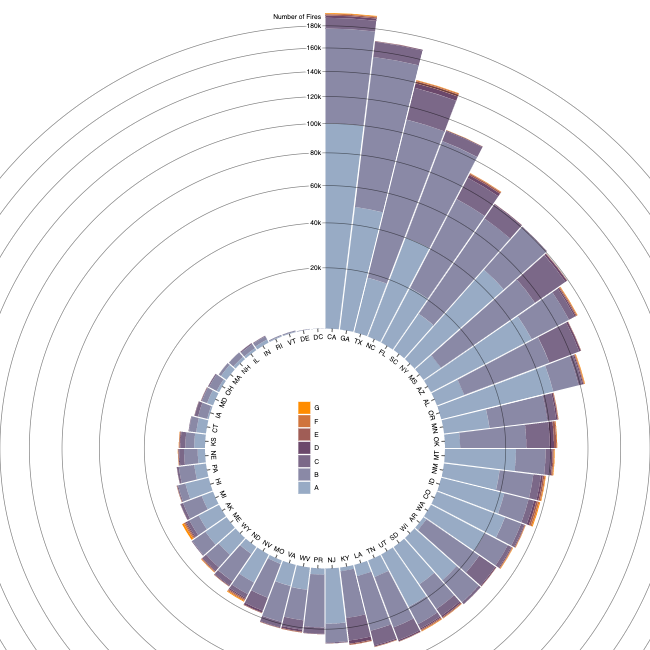 Number of Fires
180k
160k
140k
120k
100k
80k
60k
40k
20k
CA
GA
TX
NC
FL
SC
NY
MS
AZ
AL
OR
MN
OK
MT
NM
ID
CO
WA
AR
WI
SD
UT
TN
LA
KY
NJ
PR
WV
VA
MO
NV
ND
WY
ME
AK
MI
HI
PA
EN
KS
CT
IA
MD
OH
MA
NH
IL
IN
RI
VT
DE
DC
G
F
E
D
C
B
A